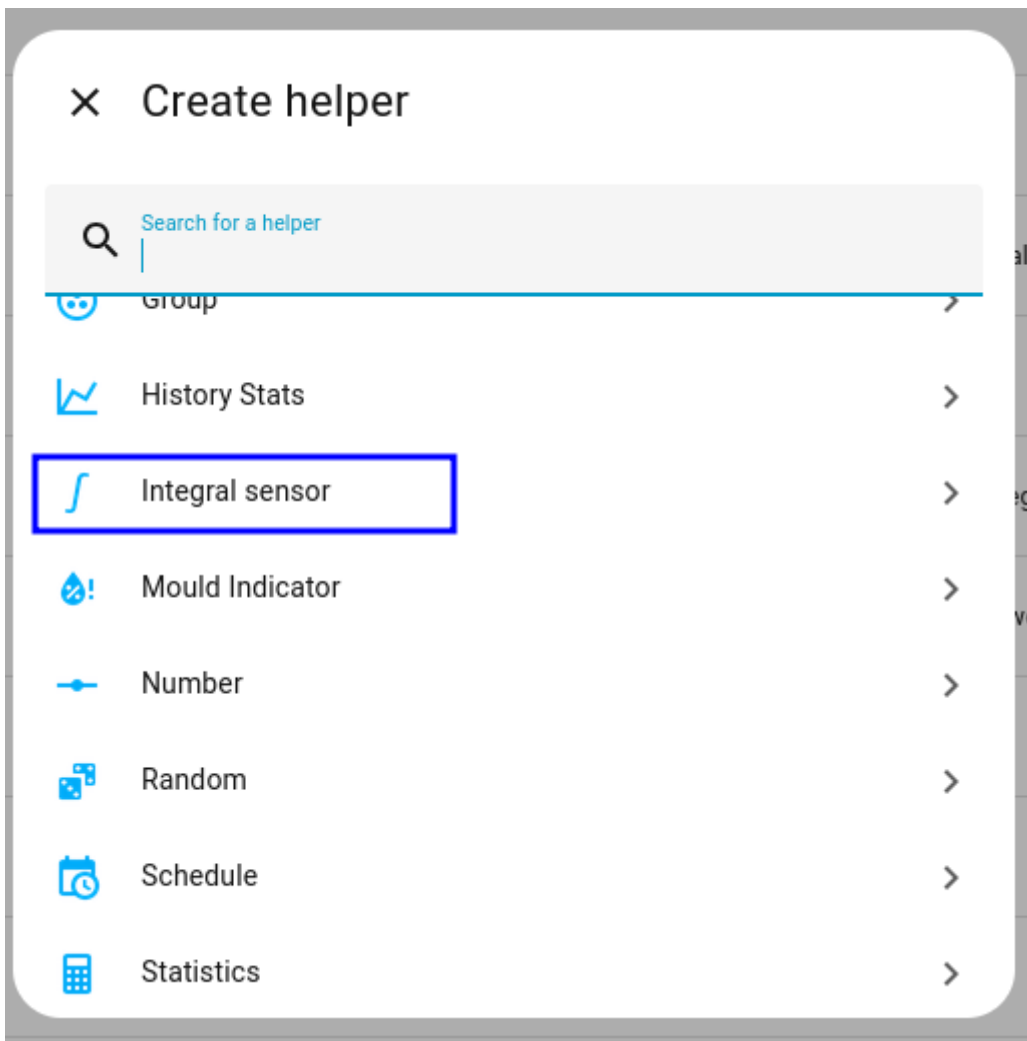 Create helper
Search for a helper
Group
History Stats
Integral sensor
Mould Indicator
Number
Random
Schedule
Statistics